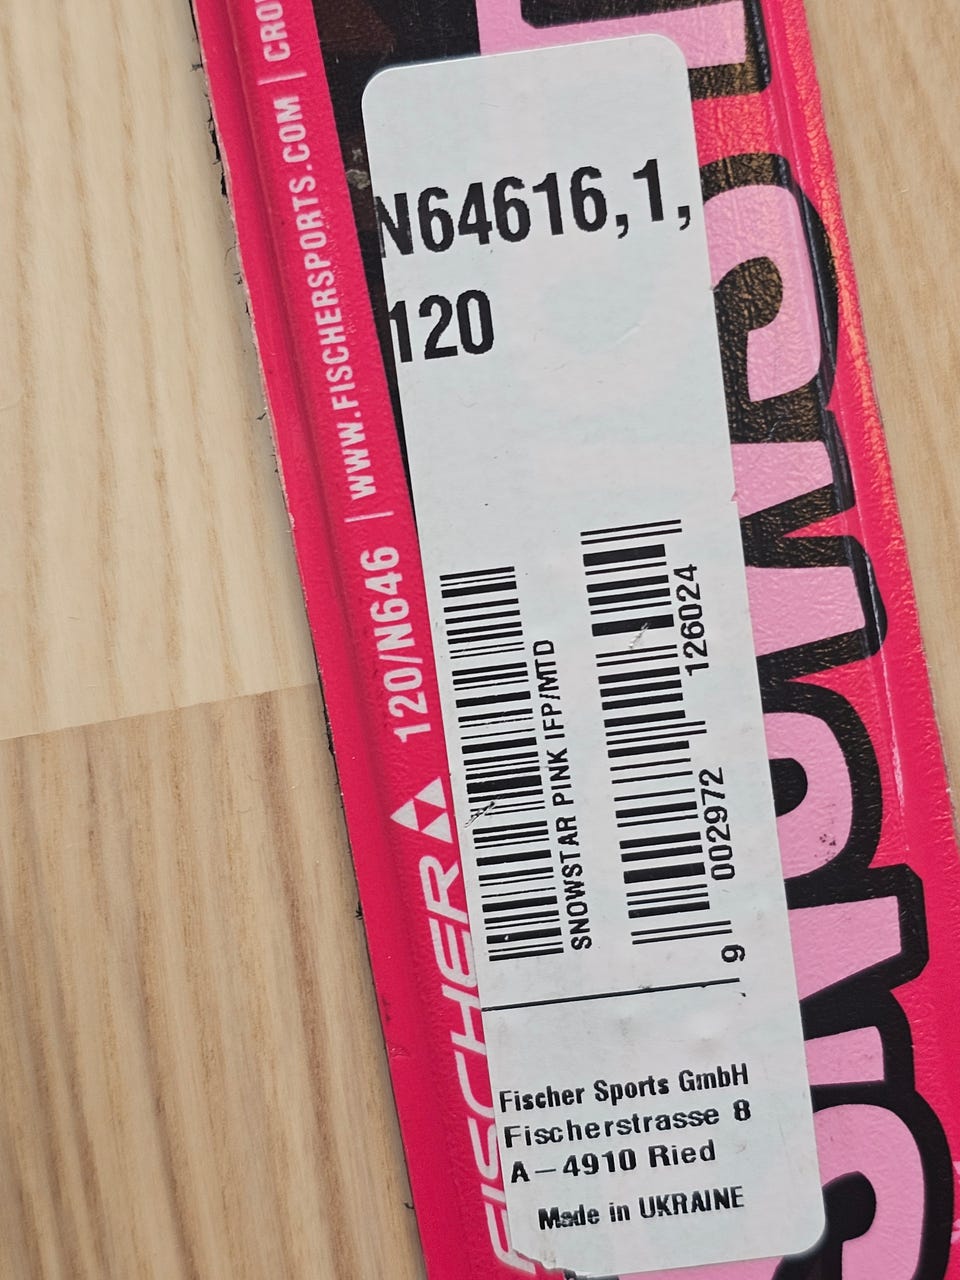 N64616,1,
120
SNOWSTAR PINK IFP/MTD
9 002972 126024
Fischer Sports GmbH
Fischerstrasse 8
A-4910 Ried
Made in UKRAINE
FISCHER 120/N646 | WWW.FISCHERSPORTS.COM | CRO